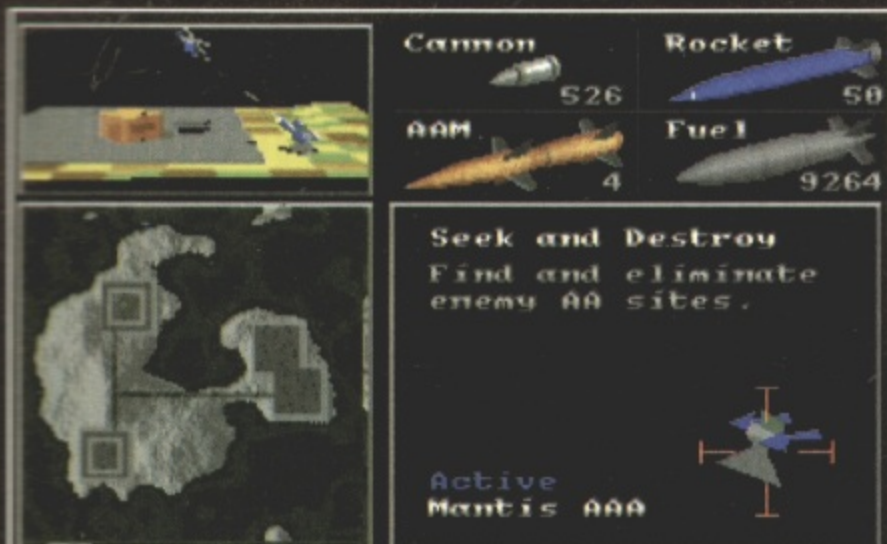 Cannon
526
Rocket
50
AAM
4
Fuel
9264
Seek and Destroy
Find and eliminate
enemy AA sites.
Active
Mantis AAA